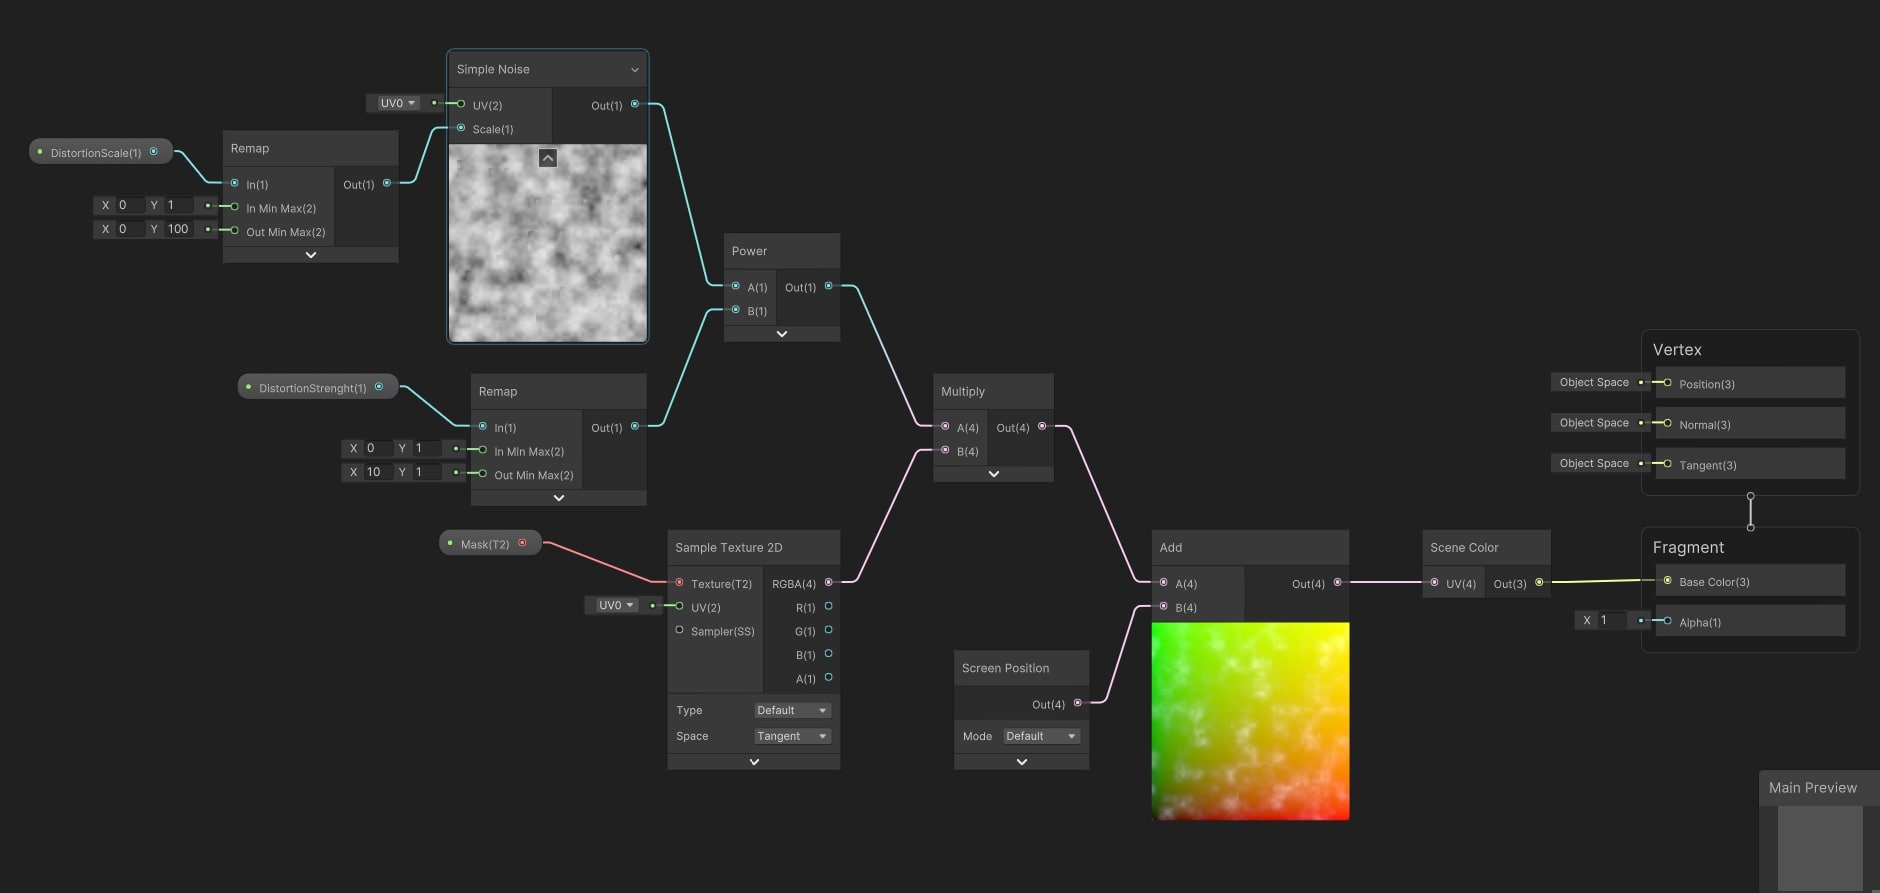 Simple Noise
UV0
UV(2)
Out(1)
Scale(1)
DistortionScale(1)
Remap
In(1)
Out(1)
X 0 Y 1
In Min Max(2)
X 0 Y 100
Out Min Max(2)
Power
A(1)
Out(1)
B(1)
DistortionStrenght(1)
Remap
In(1)
Out(1)
X 0 Y 1
In Min Max(2)
X 10 Y 1
Out Min Max(2)
Multiply
A(4)
Out(4)
B(4)
Mask(T2)
Sample Texture 2D
Texture(T2)
RGBA(4)
UV0
UV(2)
R(1)
Sampler(SS)
G(1)
B(1)
A(1)
Type Default
Space Tangent
Screen Position
Out(4)
Mode Default
Add
A(4)
Out(4)
B(4)
Scene Color
UV(4)
Out(3)
Vertex
Object Space
Position(3)
Object Space
Normal(3)
Object Space
Tangent(3)
Fragment
Base Color(3)
X 1
Alpha(1)
Main Preview